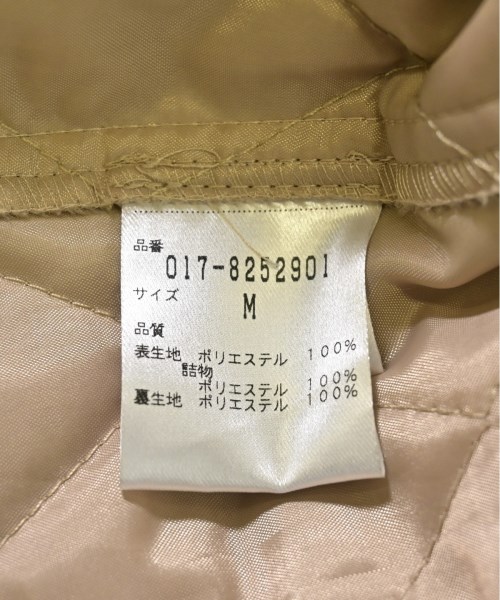 品番
017-8252901
サイズ
M
品質
表生地 ポリエステル 100%
詰物
ポリエステル 100%
裏生地 ポリエステル 100%